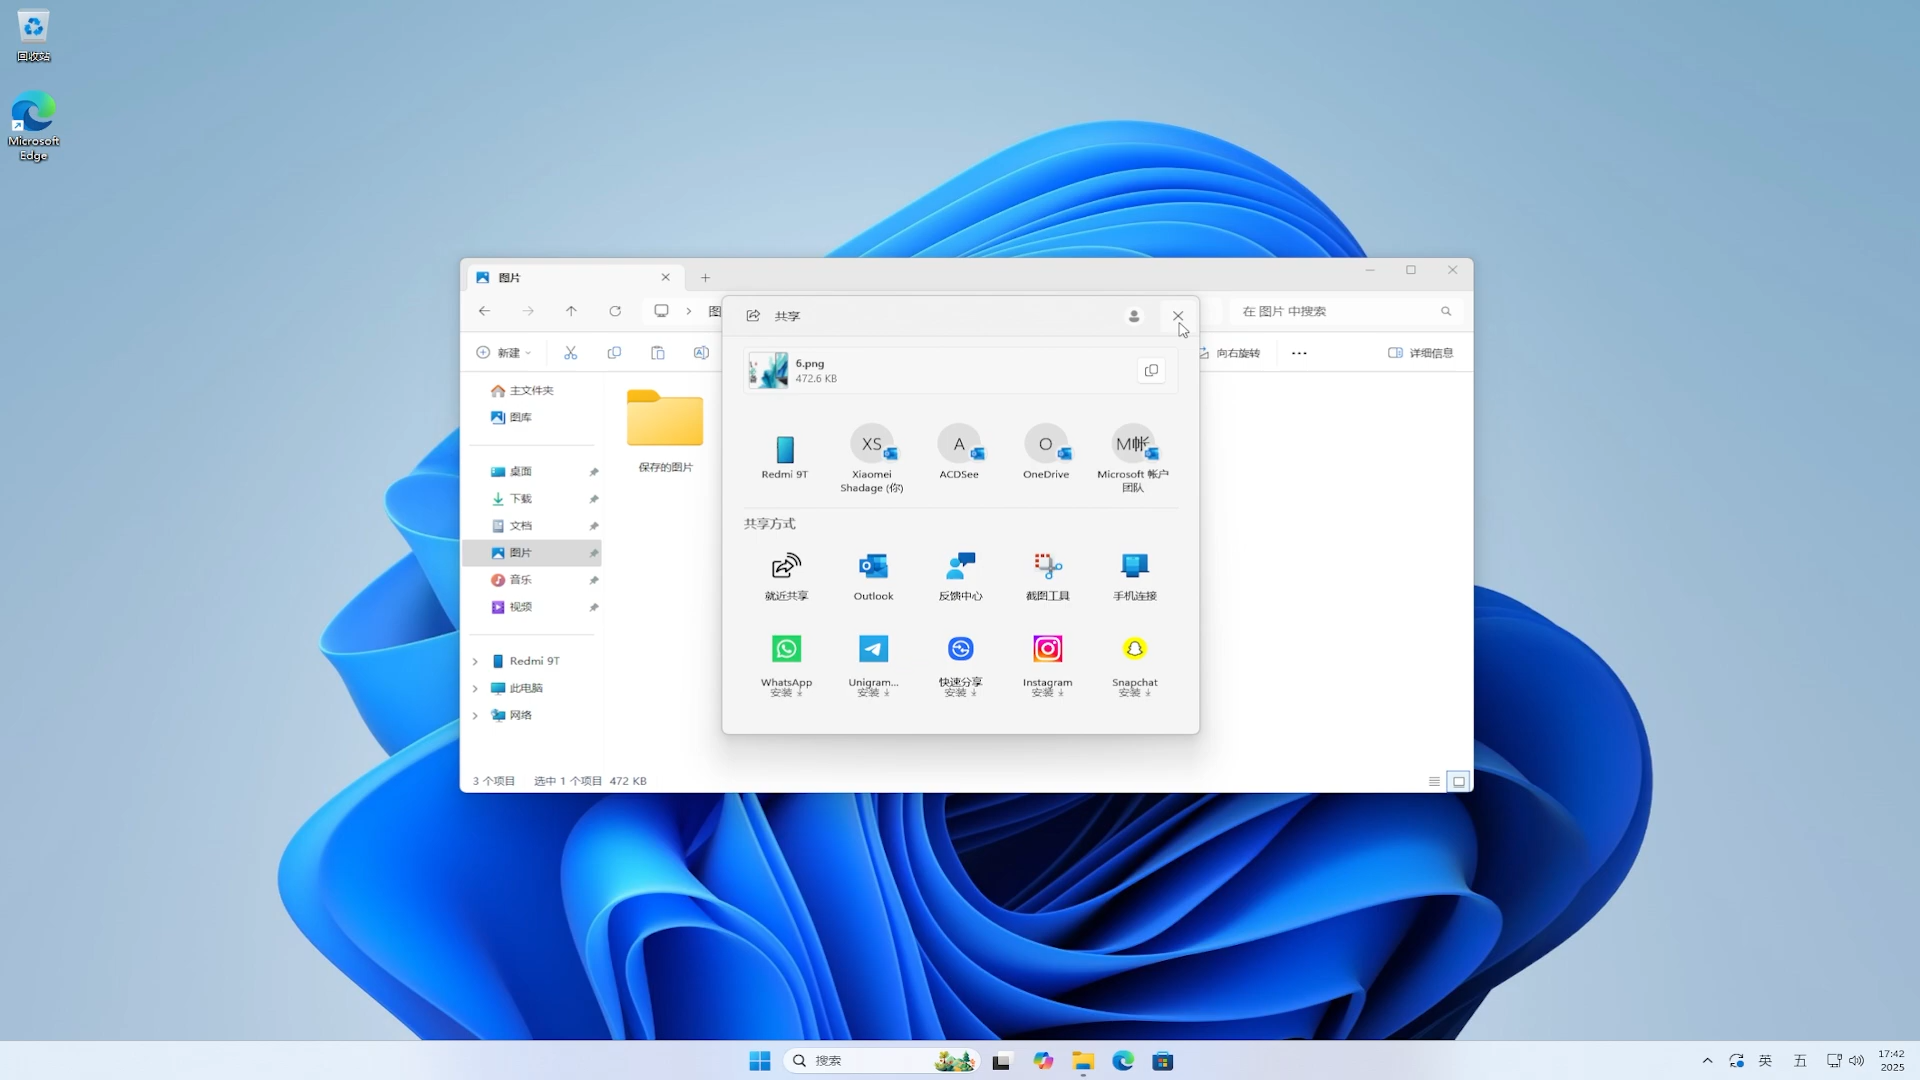 回收站
Microsoft
Edge
图片
图
在 图片 中搜索
新建
向右旋转
详细信息
主文件夹
图库
桌面
下载
文档
图片
音乐
视频
Redmi 9T
此电脑
网络
保存的图片
3 个项目 选中 1 个项目 472 KB
共享
6.png
472.6 KB
Redmi 9T
XS
Xiaomei
Shadage (你)
A
ACDSee
O
OneDrive
M帐
Microsoft 帐户
团队
共享方式
就近共享
Outlook
反馈中心
截图工具
手机连接
WhatsApp
安装
Unigram...
安装
快速分享
安装
Instagram
安装
Snapchat
安装
搜索
英
五
17:42
2025